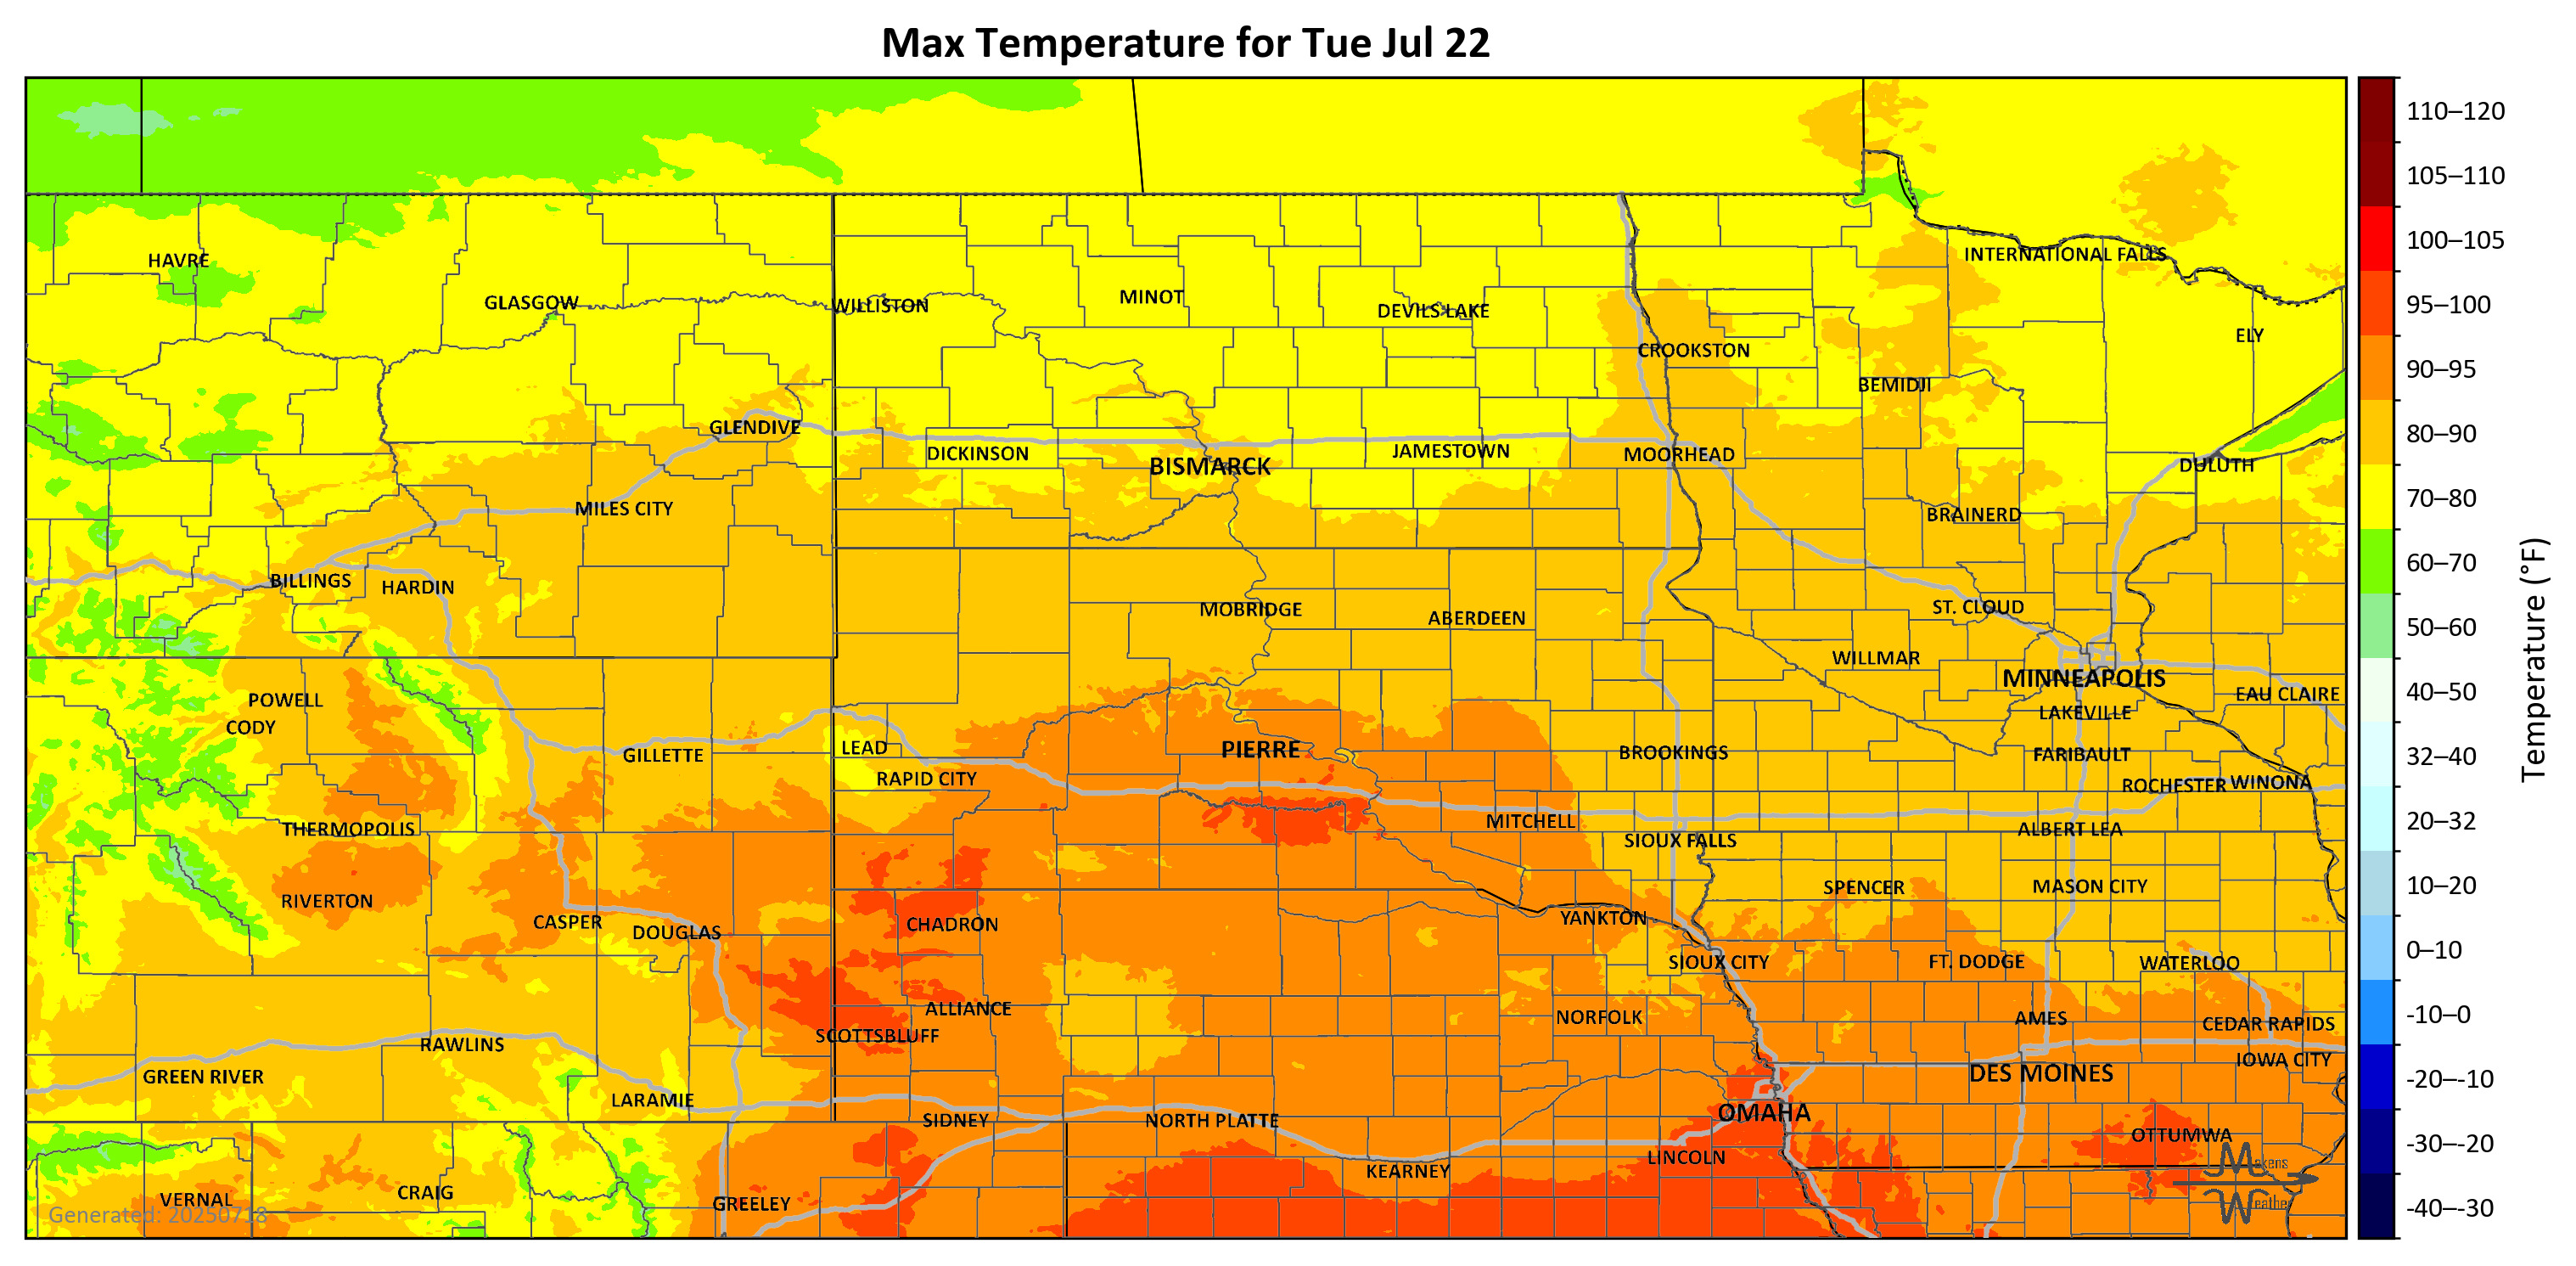 Max Temperature for Tue Jul 22
HAVRE
INTERNATIONAL FALLS
GLASGOW
WILLISTON
MINOT
DEVILS LAKE
ELY
CROOKSTON
BEMIDJI
GLENDIVE
DICKINSON
BISMARCK
JAMESTOWN
MOORHEAD
DULUTH
MILES CITY
BRAINERD
BILLINGS
HARDIN
MOBRIDGE
ABERDEEN
ST. CLOUD
WILLMAR
MINNEAPOLIS
EAU CLAIRE
POWELL
CODY
LAKEVILLE
GILLETTE
LEAD
PIERRE
BROOKINGS
FARIBAULT
RAPID CITY
ROCHESTER
WINONA
THERMOPOLIS
MITCHELL
SIOUX FALLS
ALBERT LEA
RIVERTON
SPENCER
MASON CITY
CASPER
DOUGLAS
CHADRON
YANKTON
SIOUX CITY
FT. DODGE
WATERLOO
ALLIANCE
NORFOLK
AMES
CEDAR RAPIDS
SCOTTSBLUFF
RAWLINS
IOWA CITY
GREEN RIVER
DES MOINES
LARAMIE
SIDNEY
NORTH PLATTE
OMAHA
OTTUMWA
LINCOLN
KEARNEY
VERNAL
CRAIG
GREELEY
Generated: 20250718
Makens
Weather
110–120
105–110
100–105
95–100
90–95
80–90
70–80
60–70
50–60
40–50
32–40
20–32
10–20
0–10
-10–0
-20–-10
-30–-20
-40–-30
Temperature (°F)